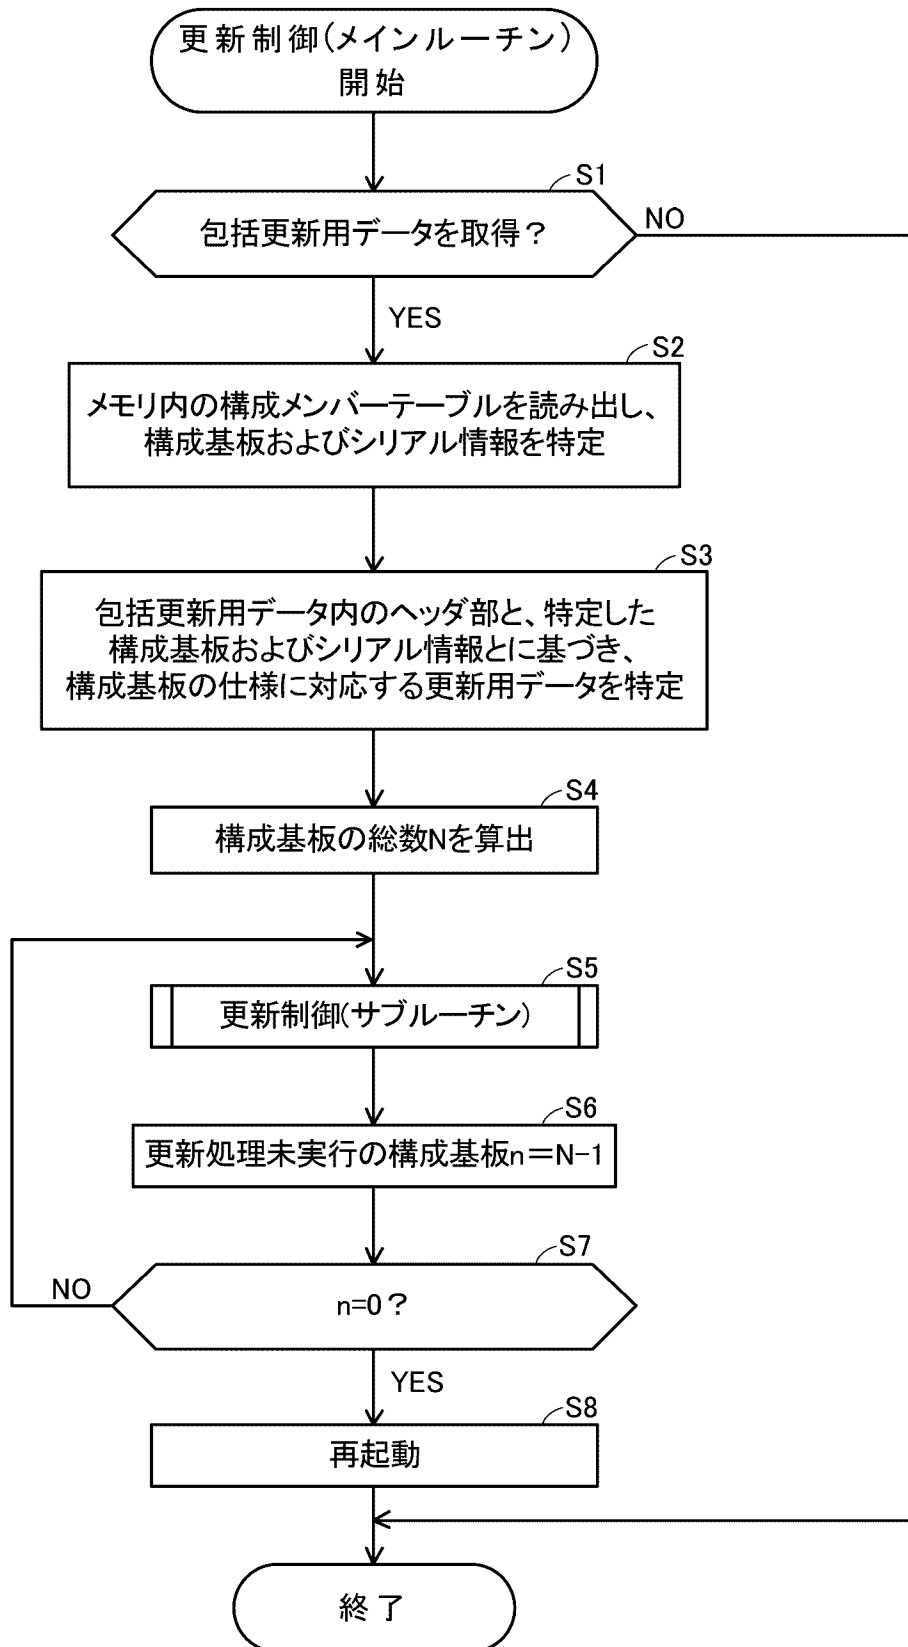 更新制御(メインルーチン)
開始
S1
包括更新用データを取得?
NO
YES
S2
メモリ内の構成メンバーテーブルを読み出し、
構成基板およびシリアル情報を特定
S3
包括更新用データ内のヘッダ部と、特定した
構成基板およびシリアル情報とに基づき、
構成基板の仕様に対応する更新用データを特定
S4
構成基板の総数Nを算出
S5
更新制御(サブルーチン)
S6
更新処理未実行の構成基板n=N-1
S7
NO
n=0?
YES
S8
再起動
終了